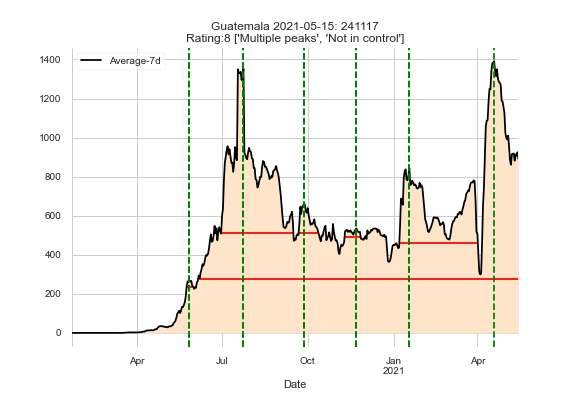 Guatemala 2021-05-15: 241117
Rating:8 ['Multiple peaks', 'Not in control']
Average-7d
1400
1200
1000
800
600
400
200
0
Apr
Jul
Oct
Jan
2021
Apr
Date